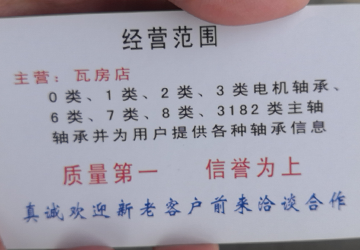 经营范围
主营：瓦房店
0类、1类、2类、3类电机轴承、
6类、7类、8类、3182类主轴
轴承并为用户提供各种轴承信息
质量第一 信誉为上
真诚欢迎新老客户前来洽谈合作